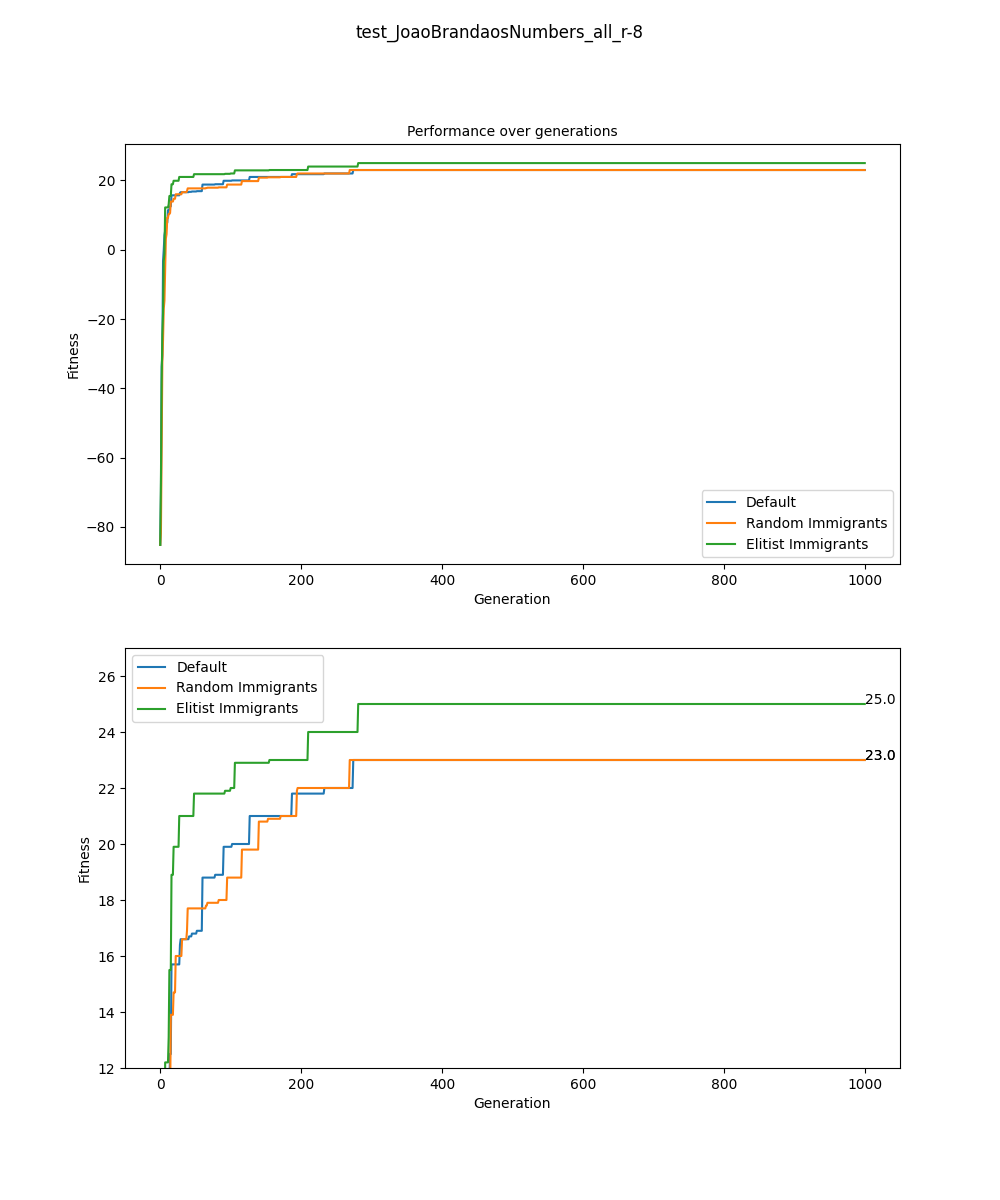 test_JoaoBrandaosNumbers_all_r-8
Performance over generations
20
0
−20
−40
−60
−80
Fitness
Default
Random Immigrants
Elitist Immigrants
0 200 400 600 800 1000
Generation
Default
Random Immigrants
Elitist Immigrants
26
24
22
20
18
16
14
12
Fitness
25.0
23.0
0 200 400 600 800 1000
Generation